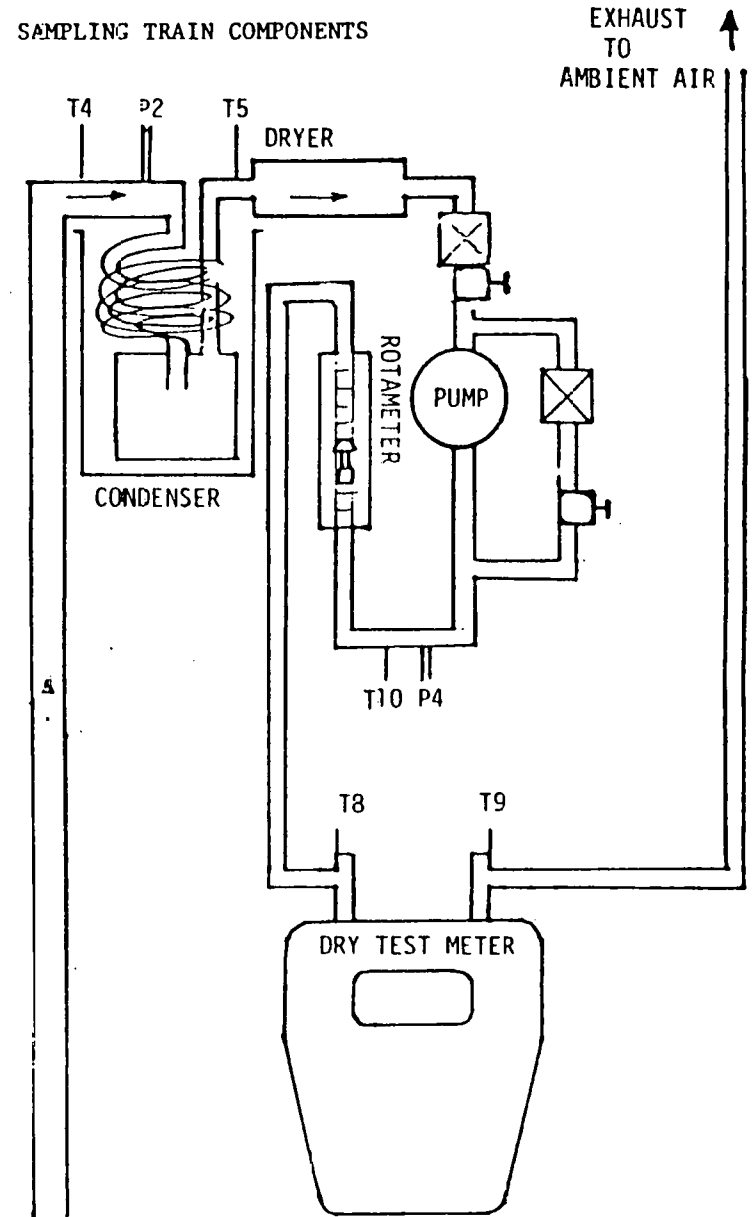 SAMPLING TRAIN COMPONENTS
EXHAUST
TO
AMBIENT AIR
T4
P2
T5
DRYER
ROTAMETER
PUMP
CONDENSER
T10 P4
T8
T9
DRY TEST METER